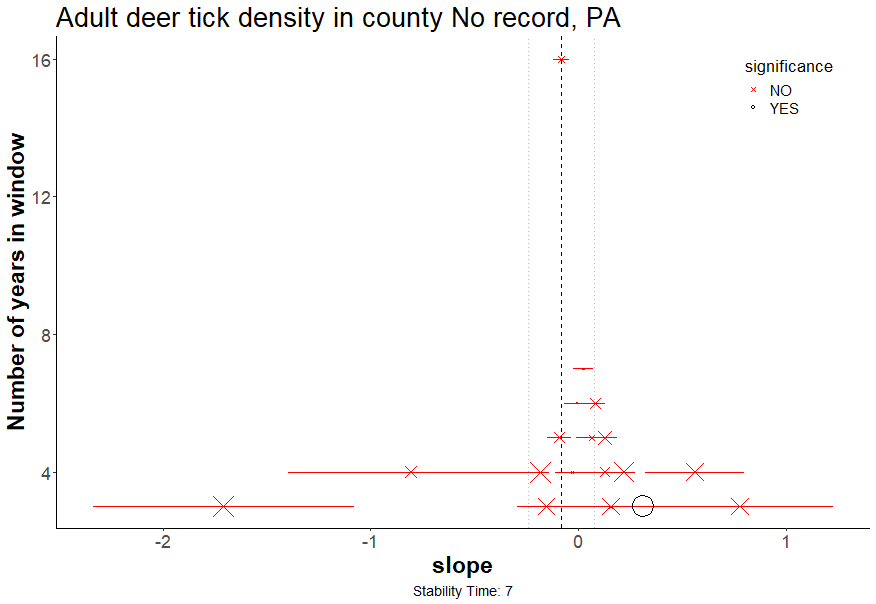 Adult deer tick density in county No record, PA
Number of years in window
16
12
8
4
significance
NO
YES
-2
-1
0
1
slope
Stability Time: 7